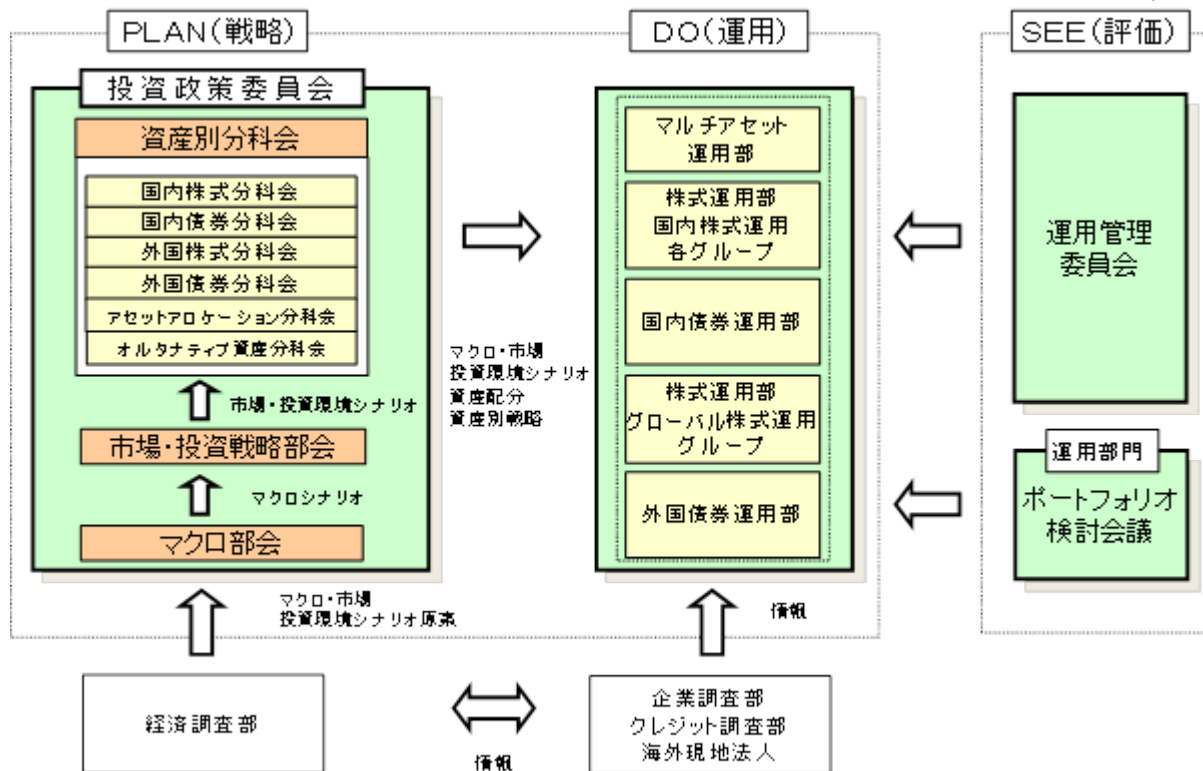 PLAN(戦略)
投資政策委員会
資産別分科会
国内株式分科会
国内債券分科会
外国株式分科会
外国債券分科会
アセットアロケーション分科会
オルタナティブ資産分科会
市場・投資環境シナリオ
市場・投資戦略部会
マクロシナリオ
マクロ部会
マクロ・市場
投資環境シナリオ原案
経済調査部
マクロ・市場
投資環境シナリオ
資産配分
資産別戦略
DO(運用)
マルチアセット
運用部
株式運用部
国内株式運用
各グループ
国内債券運用部
株式運用部
グローバル株式運用
グループ
外国債券運用部
情報
企業調査部
クレジット調査部
海外現地法人
情報
SEE(評価)
運用管理
委員会
運用部門
ポートフォリオ
検討会議